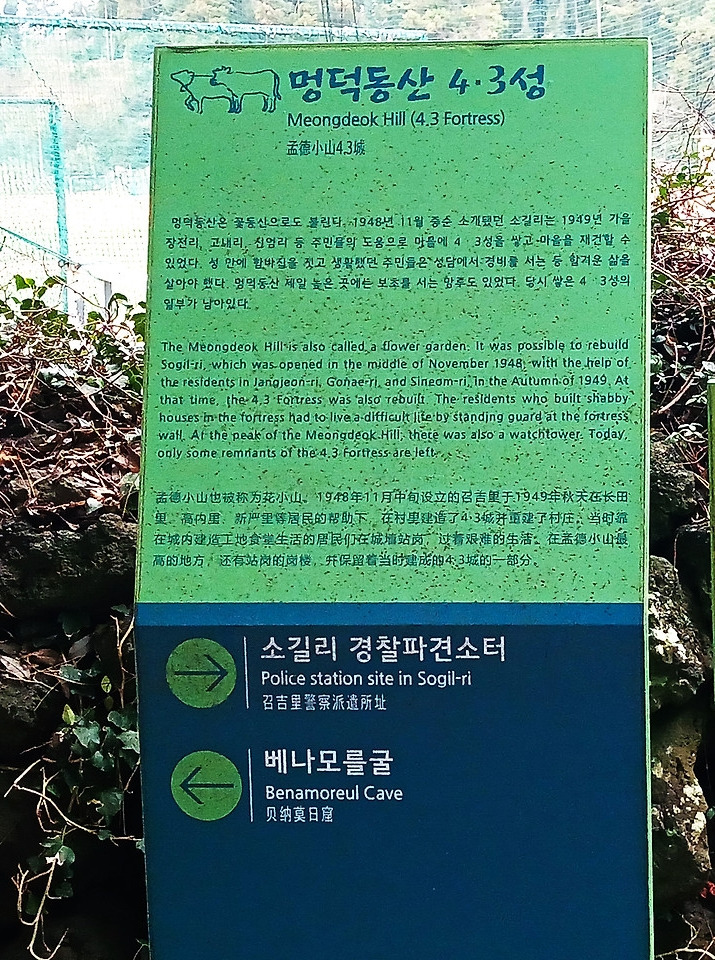 멍덕동산 4·3성
Meongdeok Hill (4.3 Fortress)
孟德小山4.3城
멍덕동산은 꽃동산으로도 불린다. 1948년 11월 중순 소개됐던 소길리는 1949년 가을
장전리, 고내리, 신엄리 등 주민들의 도움으로 마을에 4·3성을 쌓고 마을을 재건할 수
있었다. 성 안에 함바집을 짓고 생활했던 주민들은 성담에서 경비를 서는 등 힘겨운 삶을
살아야 했다. 멍덕동산 제일 높은 곳에는 보초를 서는 망루도 있었다. 당시 쌓은 4·3성의
일부가 남아있다.
The Meongdeok Hill is also called a flower garden. It was possible to rebuild
Sogil-ri, which was opened in the middle of November 1948, with the help of
the residents in Jangjeon-ri, Gonae-ri, and Sineom-ri, in the Autumn of 1949. At
that time, the 4.3 Fortress was also rebuilt. The residents who built shabby
houses in the fortress had to live a difficult life by standing guard at the fortress
wall. At the peak of the Meongdeok Hill, there was also a watchtower. Today,
only some remnants of the 4.3 Fortress are left.
孟德小山也被称为花小山。1948年11月中旬设立的召吉里于1949年秋天在长田
里、高内里、新严里等居民的帮助下，在村里建造了4·3城并重建了村庄。当时靠
在城内建造工地食堂生活的居民们在城墙站岗，过着艰难的生活。在孟德小山最
高的地方，还有站岗的岗楼，并保留着当时建成的4.3城的一部分。
소길리 경찰파견소터
Police station site in Sogil-ri
召吉里警察派遣所址
베나모를굴
Benamoreul Cave
贝纳莫日窟